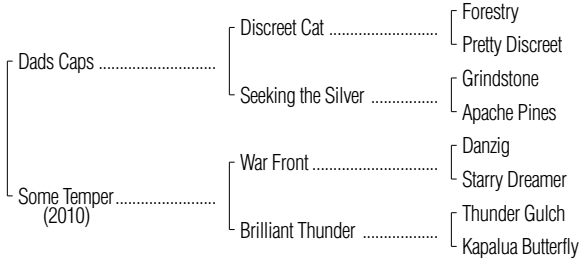 Forestry
Discreet Cat ....................
Pretty Discreet
Dads Caps ...........................
Grindstone
Seeking the Silver ................
Apache Pines
Danzig
War Front ..............................
Starry Dreamer
Some Temper .......................
(2010)
Thunder Gulch
Brilliant Thunder ..................
Kapalua Butterfly